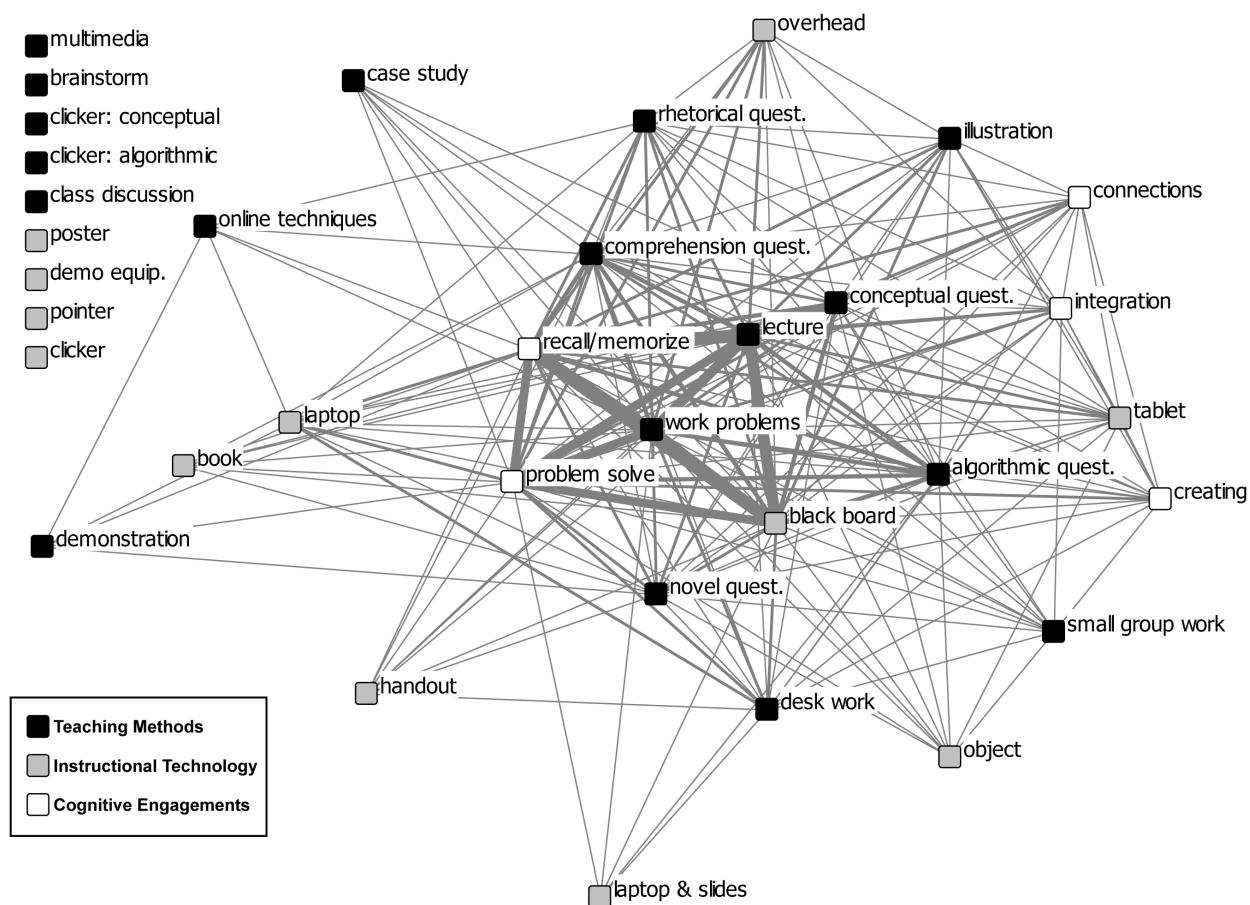 multimedia
brainstorm
clicker: conceptual
clicker: algorithmic
class discussion
poster
demo equip.
pointer
clicker
overhead
case study
rhetorical quest.
illustration
connections
online techniques
comprehension quest.
conceptual quest.
integration
lecture
recall/memorize
laptop
work problems
tablet
book
problem solve
algorithmic quest.
creating
black board
demonstration
novel quest.
small group work
handout
desk work
object
laptop & slides
Teaching Methods
Instructional Technology
Cognitive Engagements